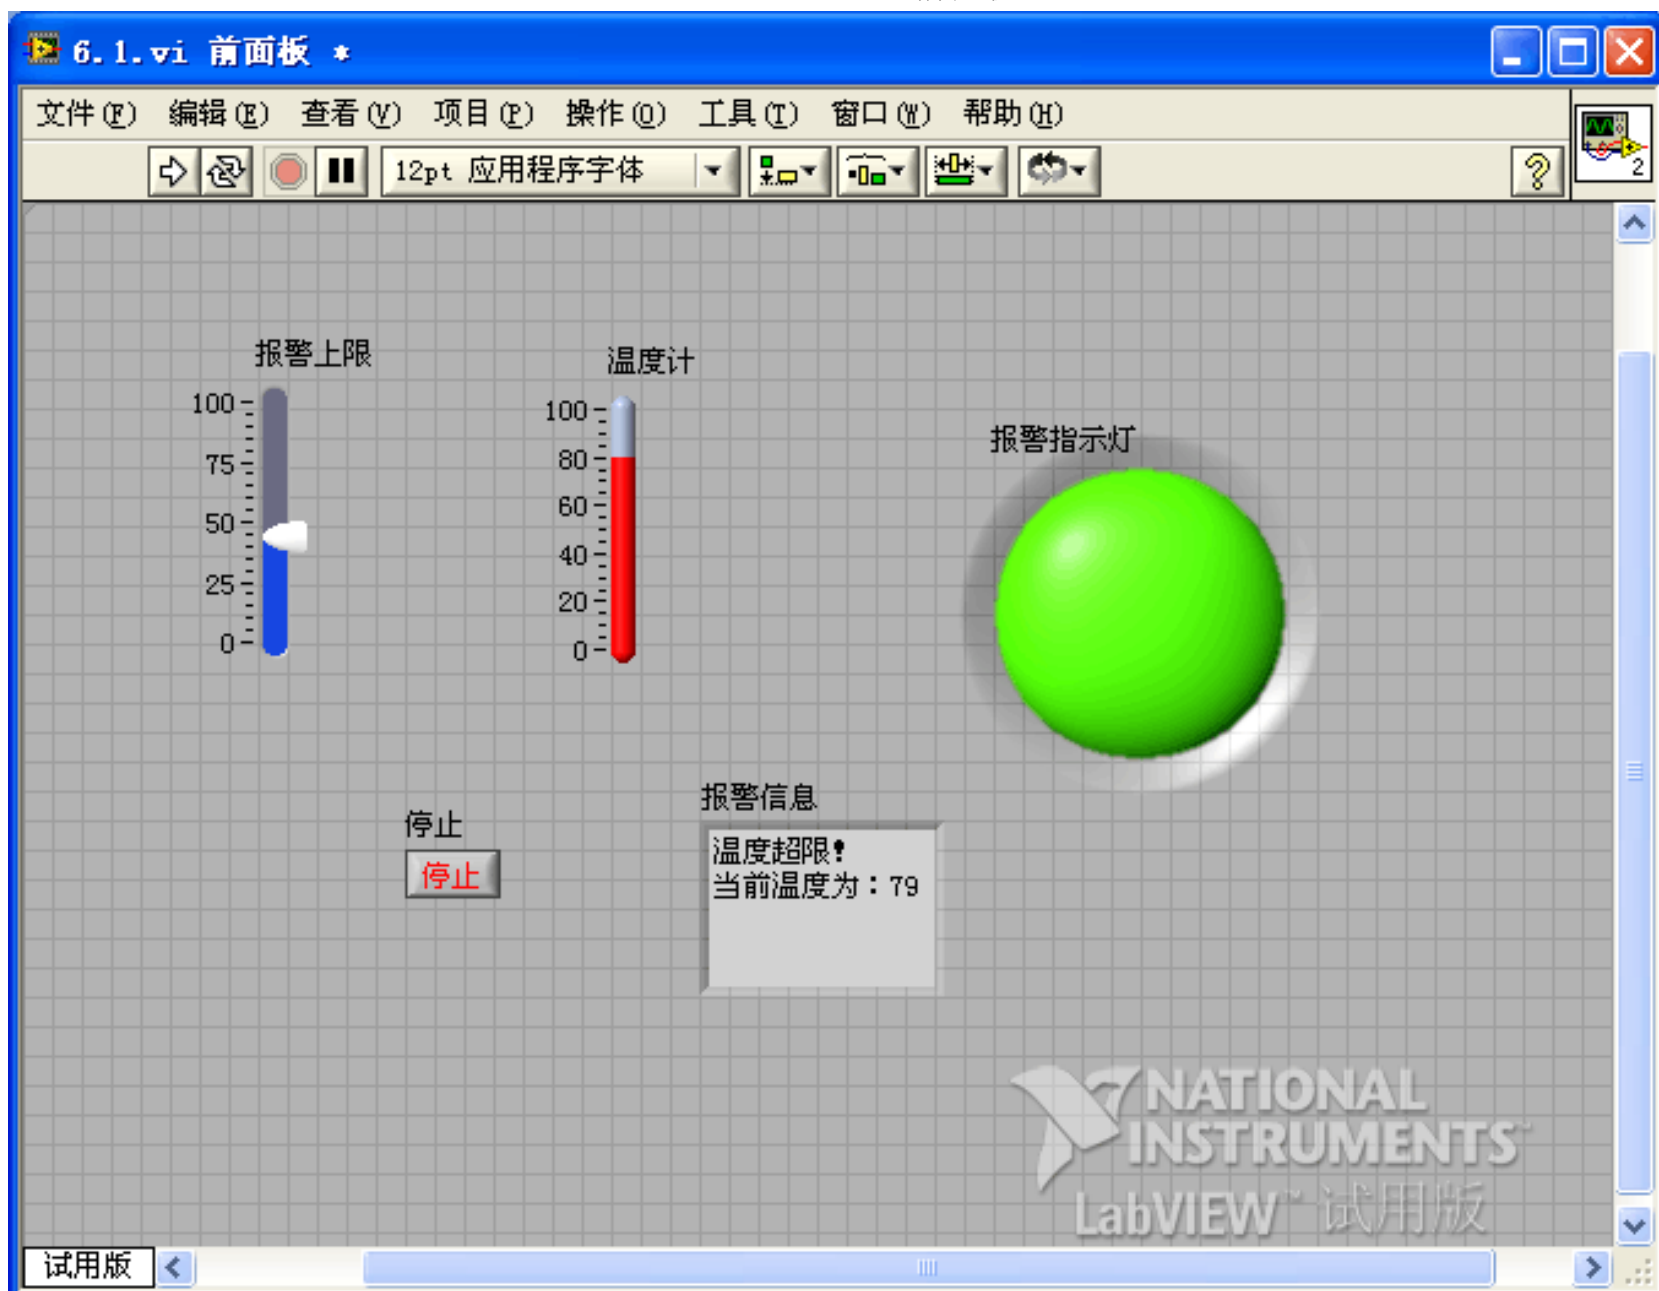 6.1.vi 前面板 *
文件(F) 编辑(E) 查看(V) 项目(P) 操作(O) 工具(T) 窗口(W) 帮助(H)
12pt 应用程序字体
?
2
报警上限
100
75
50
25
0
温度计
100
80
60
40
20
0
报警指示灯
停止
停止
报警信息
温度超限!
当前温度为：79
NATIONAL
INSTRUMENTS™
LabVIEW™ 试用版
试用版